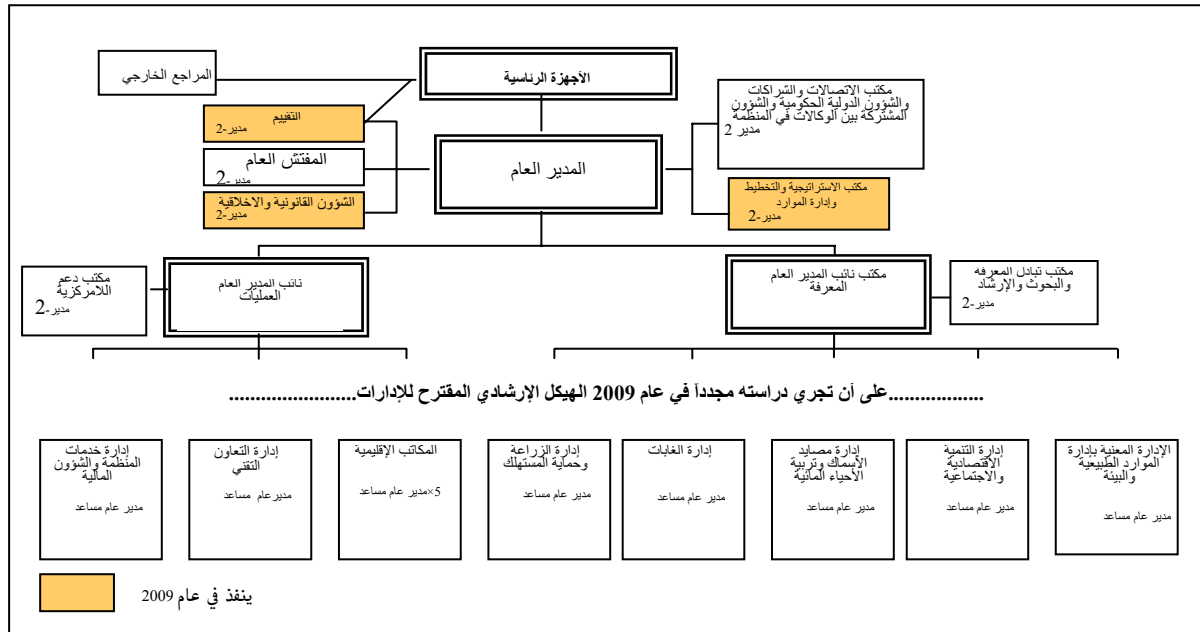 الأجهزة الرئاسية
المراجع الخارجي
مكتب الاتصالات والشراكات
والشؤون الدولية الحكومية والشؤون
المشتركة بين الوكالات في المنظمة
مدير 2
التقييم
مدير-2
المدير العام
المفتش العام
مدير-2
مكتب الاستراتيجية والتخطيط
وإدارة الموارد
مدير-2
الشؤون القانونية والاخلاقية
مدير-2
مكتب تبادل المعرفه
والبحوث والإرشاد
مدير-2
مكتب نائب المدير العام
المعرفة
نائب المدير العام
العمليات
مكتب دعم
اللامركزية
مدير-2
..................على أن تجري دراسته مجدداً في عام 2009 الهيكل الإرشادي المقترح للإدارات........................
الإدارة المعنية بإدارة
الموارد الطبيعية
والبيئة
مدير عام مساعد
إدارة التنمية
الاقتصادية
والاجتماعية
مدير عام مساعد
إدارة مصايد
الأسماك وتربية
الأحياء المائية
مدير عام مساعد
إدارة الغابات
مدير عام مساعد
إدارة الزراعة
وحماية المستهلك
مدير عام مساعد
المكاتب الإقليمية
5×مدير عام مساعد
إدارة التعاون
التقني
مديرعام مساعد
إدارة خدمات
المنظمة والشؤون
المالية
مدير عام مساعد
ينفذ في عام 2009